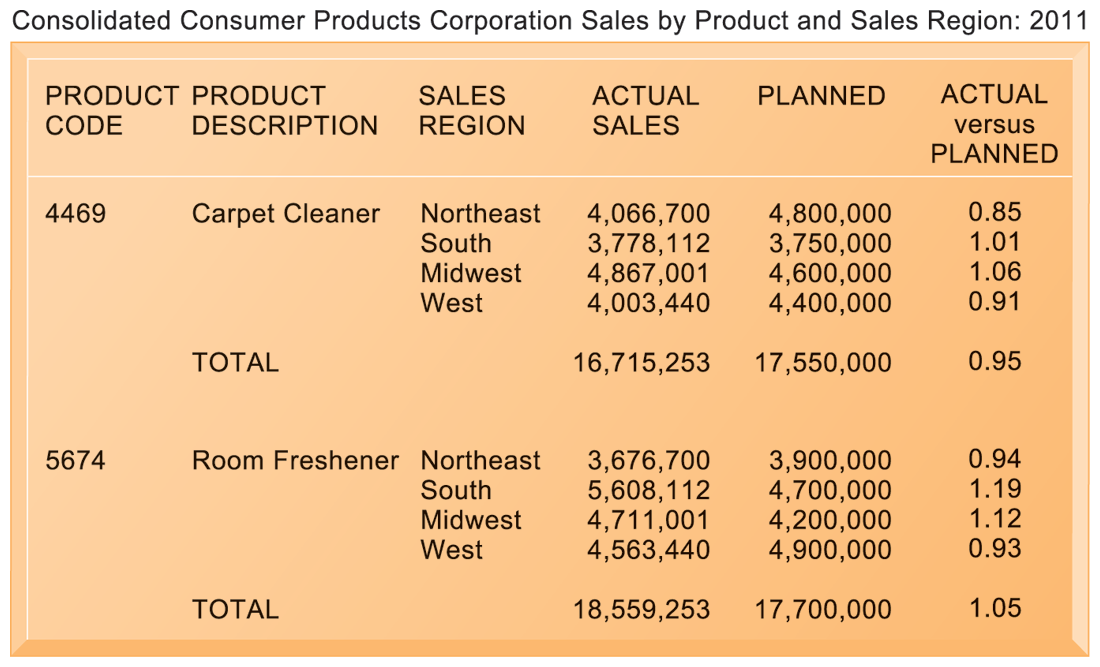 Consolidated Consumer Products Corporation Sales by Product and Sales Region: 2011
PRODUCT CODE PRODUCT DESCRIPTION SALES REGION ACTUAL SALES PLANNED ACTUAL versus PLANNED
4469 Carpet Cleaner Northeast 4,066,700 4,800,000 0.85
South 3,778,112 3,750,000 1.01
Midwest 4,867,001 4,600,000 1.06
West 4,003,440 4,400,000 0.91
TOTAL 16,715,253 17,550,000 0.95
5674 Room Freshener Northeast 3,676,700 3,900,000 0.94
South 5,608,112 4,700,000 1.19
Midwest 4,711,001 4,200,000 1.12
West 4,563,440 4,900,000 0.93
TOTAL 18,559,253 17,700,000 1.05